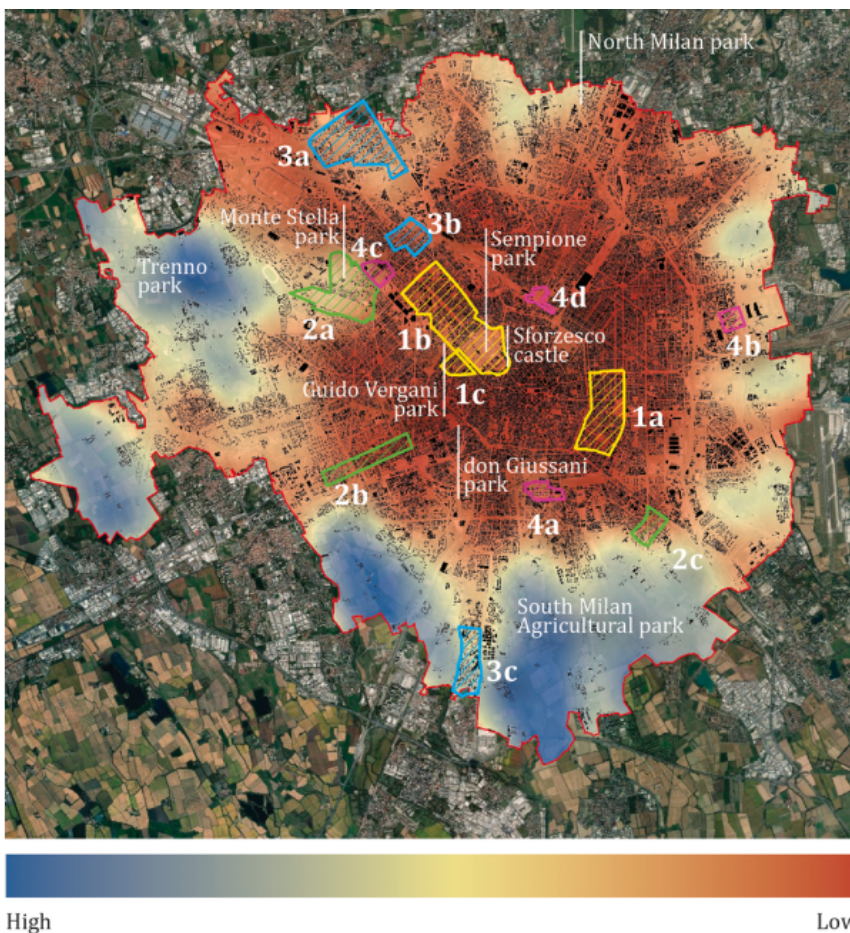 North Milan park
3a
Monte Stella
park
3b
4c
Sempione
park
Trenno
park
4d
2a
1b
Sforzesco
castle
4b
Guido Vergani
park
1c
1a
don Giussani
park
2b
4a
2c
South Milan
Agricultural park
3c
High
Low